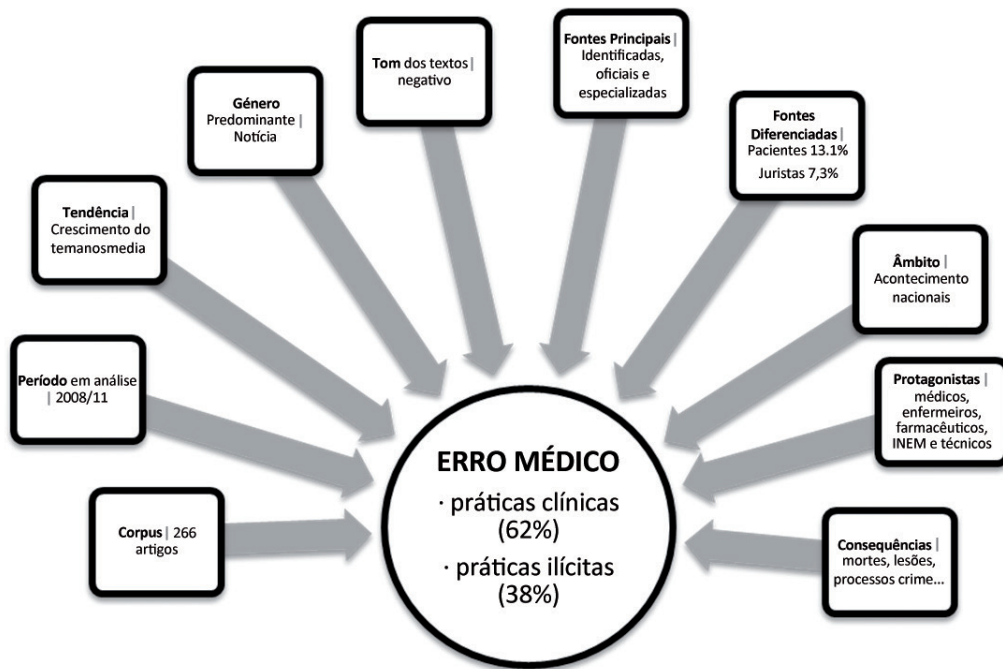 Corpus | 266
artigos
Período em análise
| 2008/11
Tendência |
Crescimento do
temanosmedia
Género
Predominante |
Notícia
Tom dos textos |
negativo
Fontes Principais |
Identificadas,
oficiais e
especializadas
Fontes
Diferenciadas |
Pacientes 13.1%
Juristas 7,3%
Âmbito |
Acontecimento
nacionais
Protagonistas |
médicos,
enfermeiros,
farmacêuticos,
INEM e técnicos
Consequências |
mortes, lesões,
processos crime...
ERRO MÉDICO
· práticas clínicas
(62%)
· práticas ilícitas
(38%)